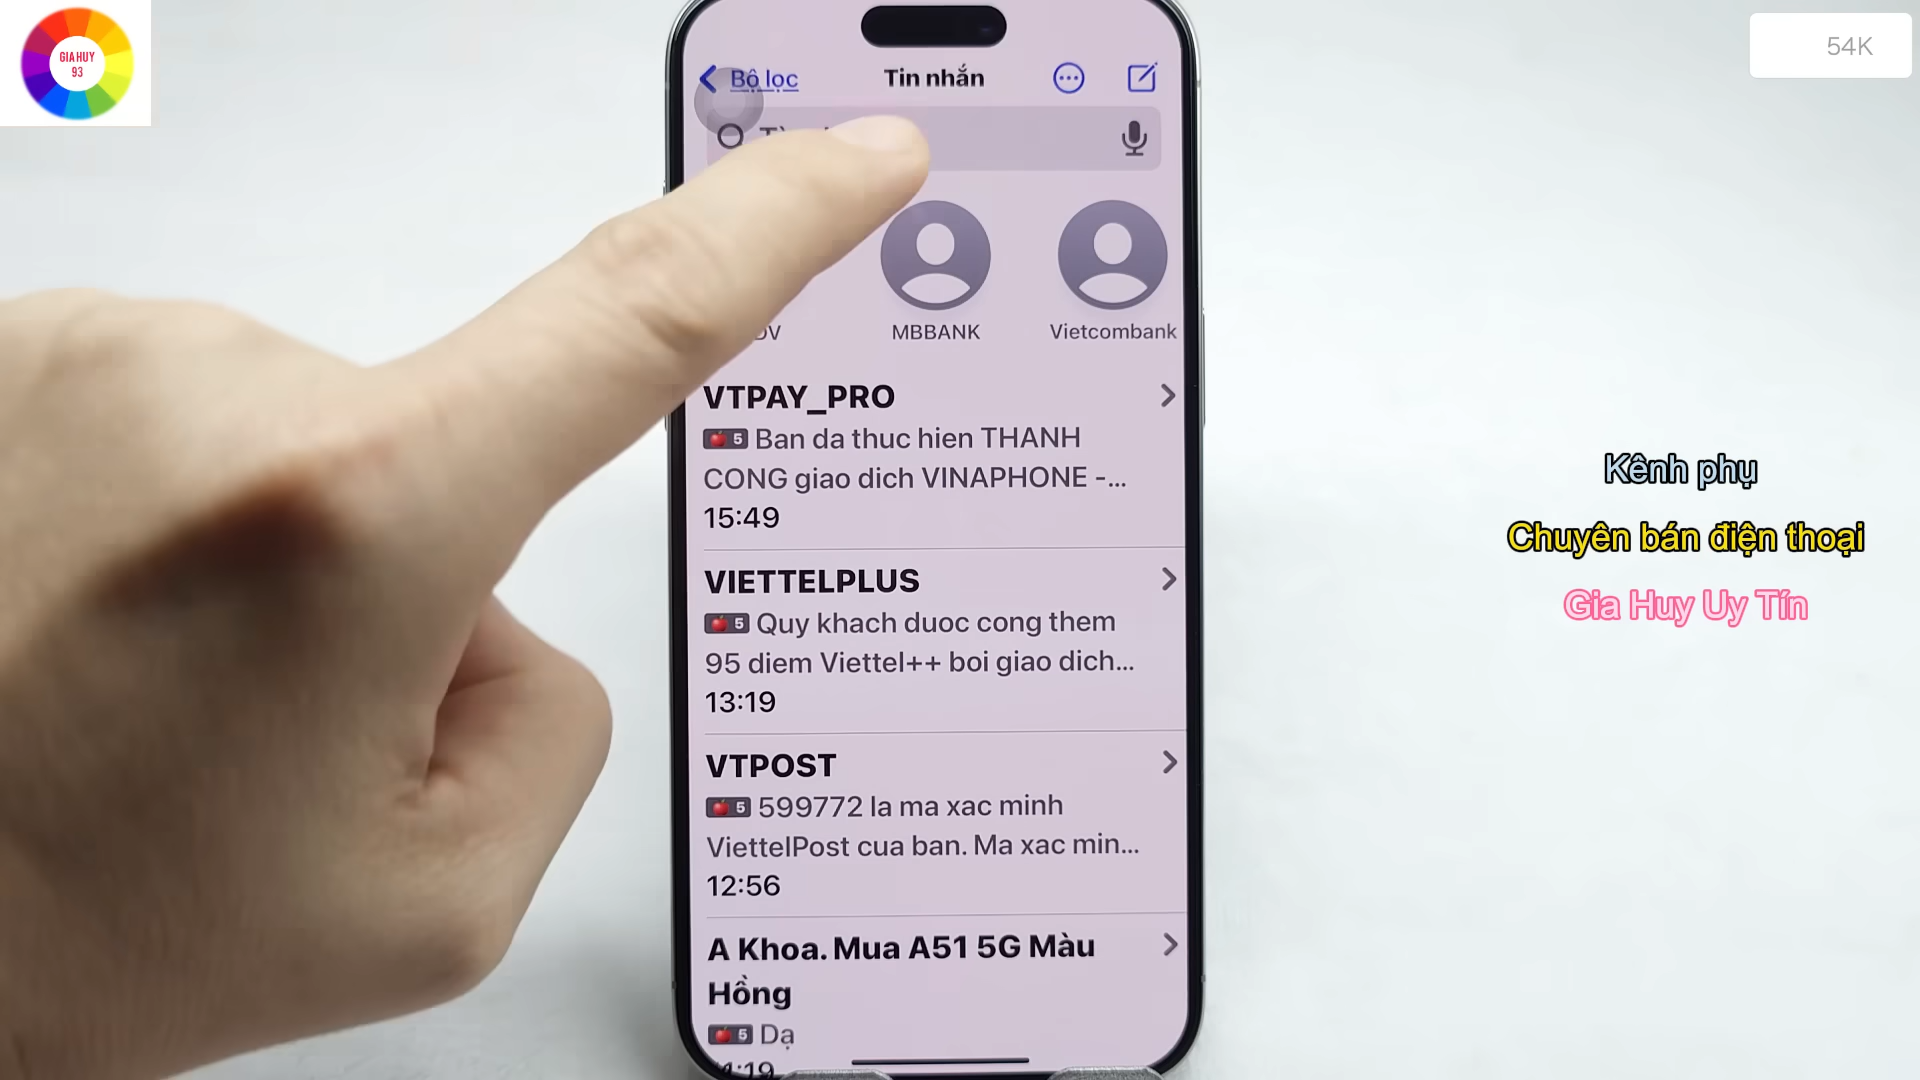 GIA HUY
93
54K
Bộ lọc
Tin nhắn
MBBANK
Vietcombank
VTPAY_PRO
5 Ban da thuc hien THANH
CONG giao dich VINAPHONE -...
15:49
VIETTELPLUS
5 Quy khach duoc cong them
95 diem Viettel++ boi giao dich...
13:19
VTPOST
5 599772 la ma xac minh
ViettelPost cua ban. Ma xac min...
12:56
A Khoa. Mua A51 5G Màu
Hồng
5 Dạ
Kênh phụ
Chuyên bán điện thoại
Gia Huy Uy Tín